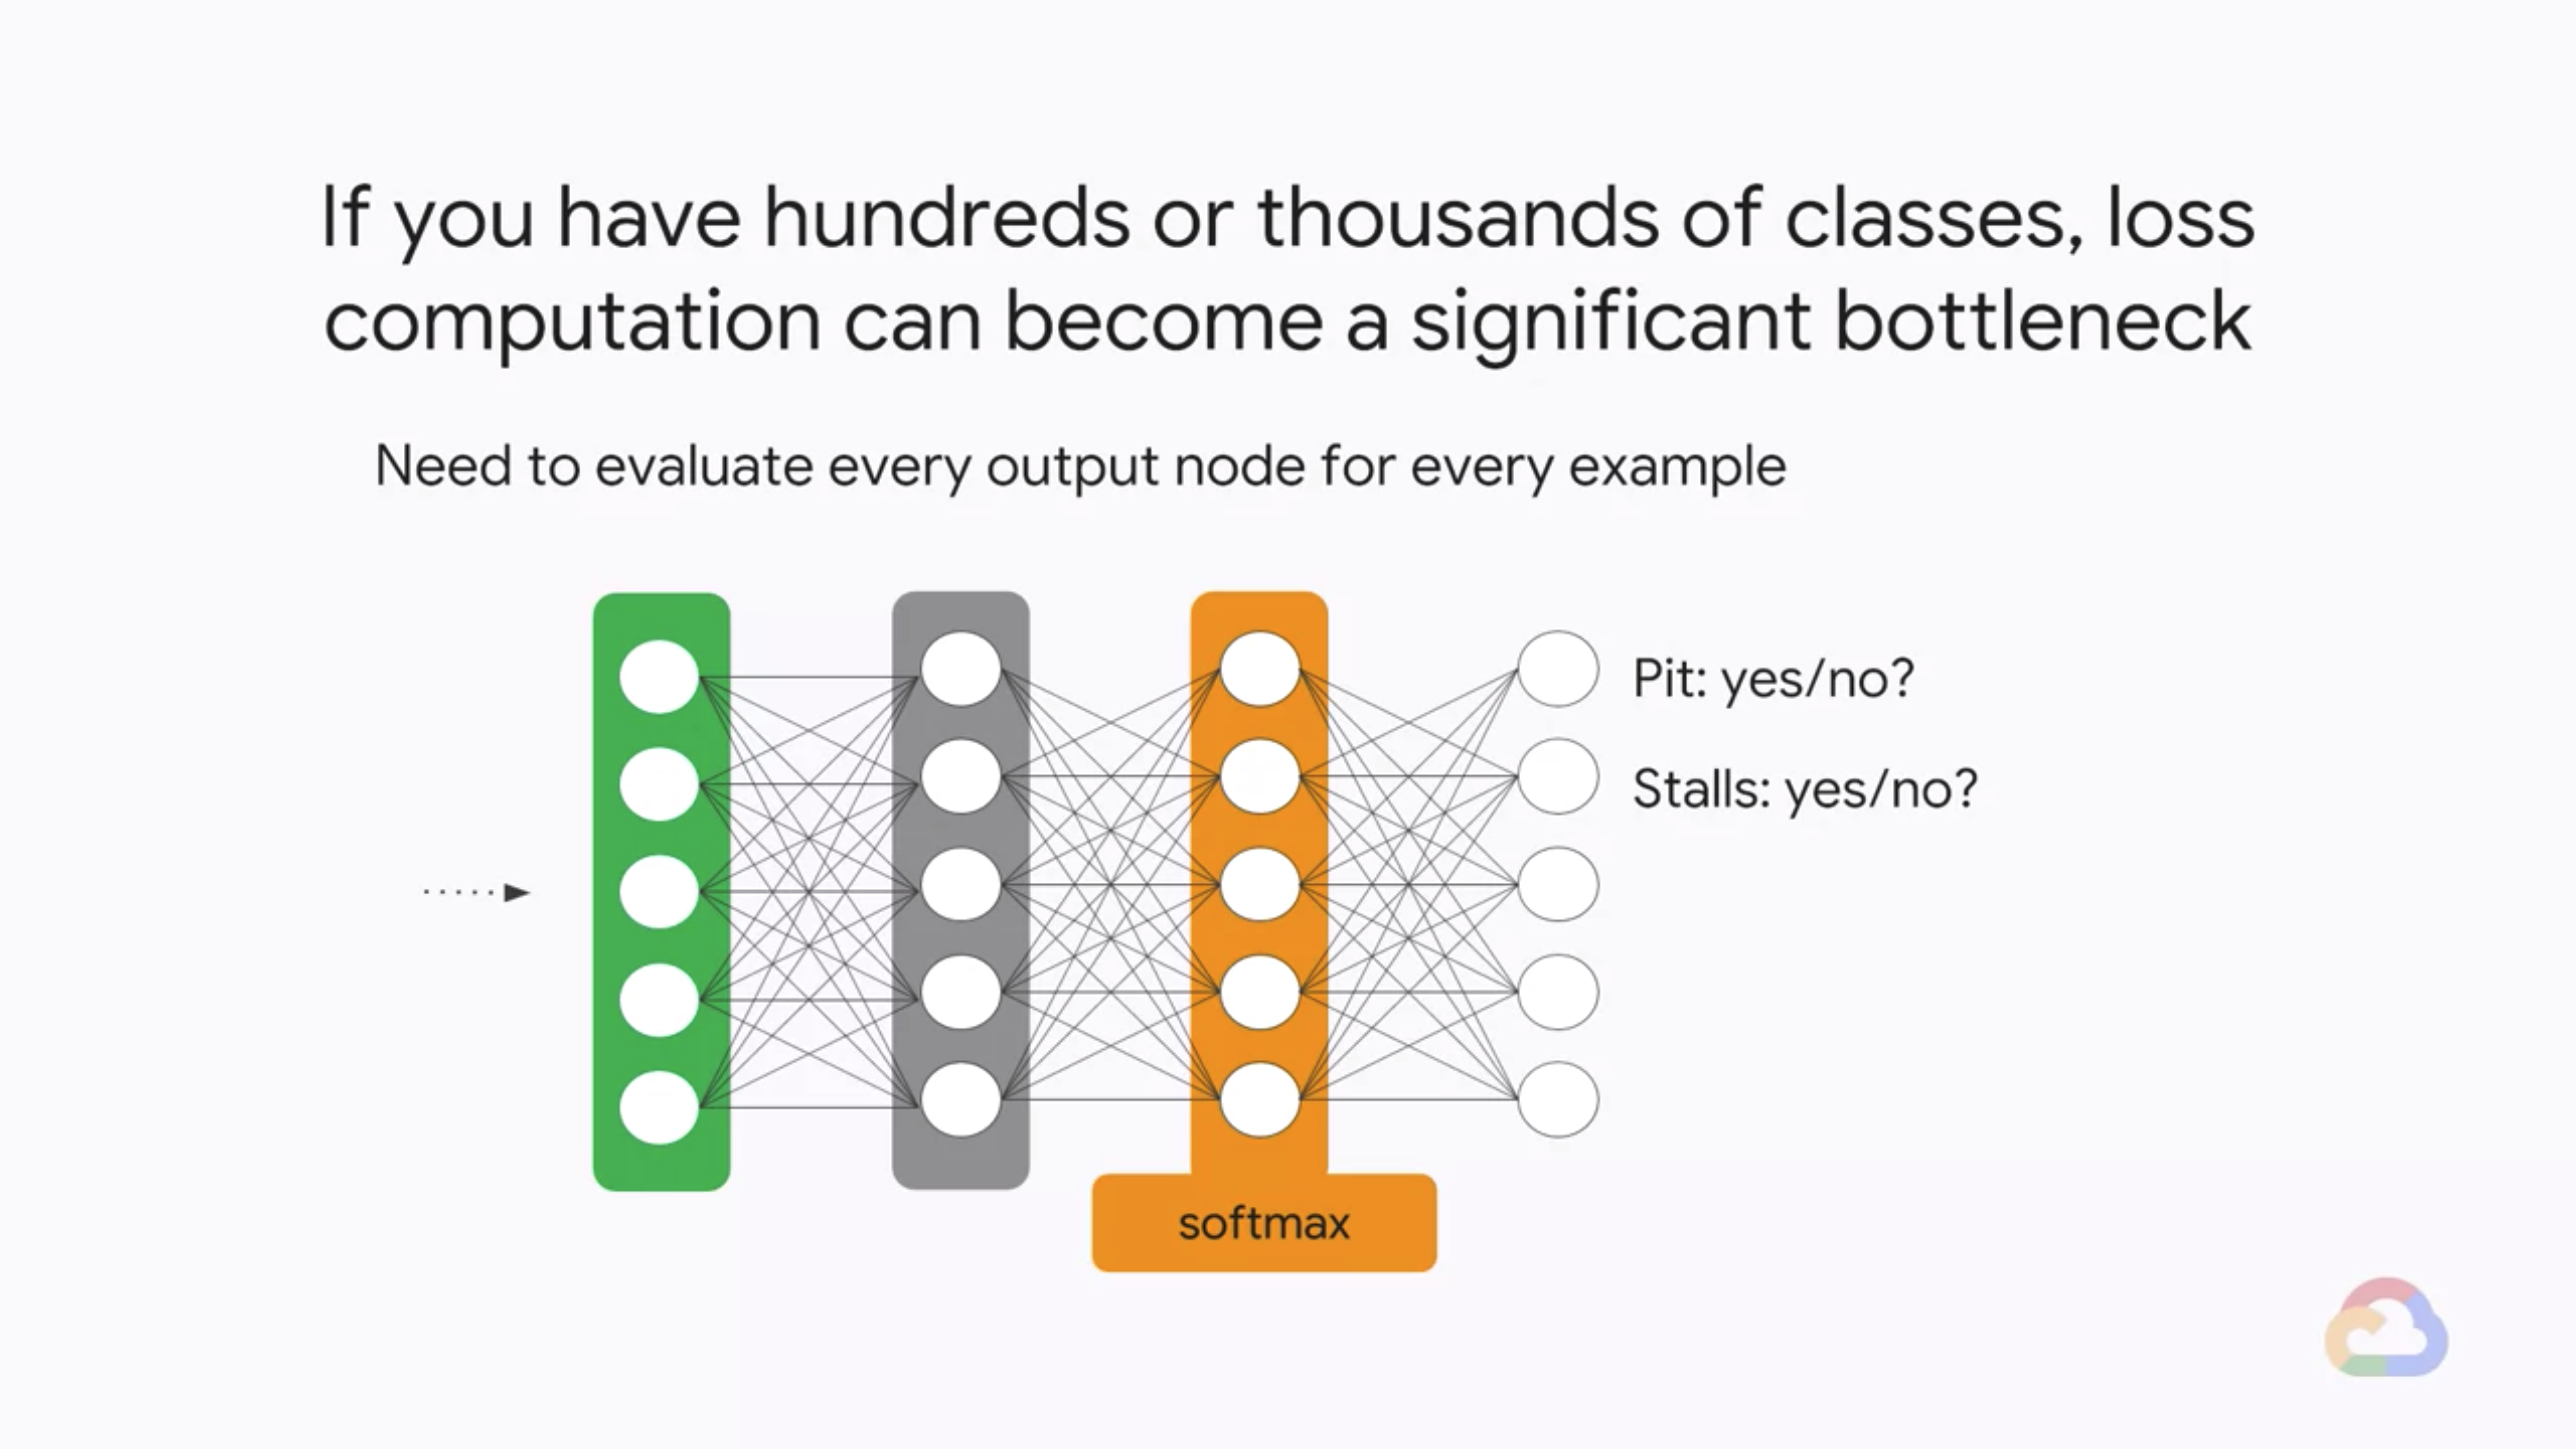 If you have hundreds or thousands of classes, loss
computation can become a significant bottleneck
Need to evaluate every output node for every example
Pit: yes/no?
Stalls: yes/no?
softmax